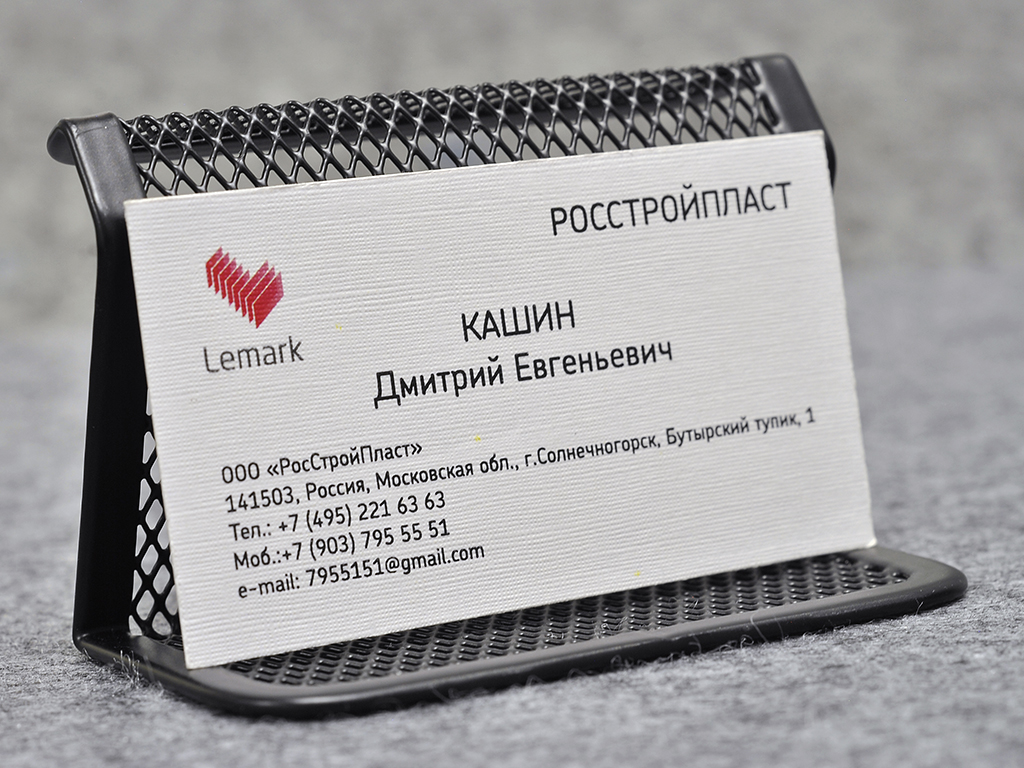 РОССТРОЙПЛАСТ
Lemark
КАШИН
Дмитрий Евгеньевич
ООО «РосСтройПласт»
141503, Россия, Московская обл., г.Солнечногорск, Бутырский тупик, 1
Тел.: +7 (495) 221 63 63
Моб.:+7 (903) 795 55 51
e-mail: 7955151@gmail.com